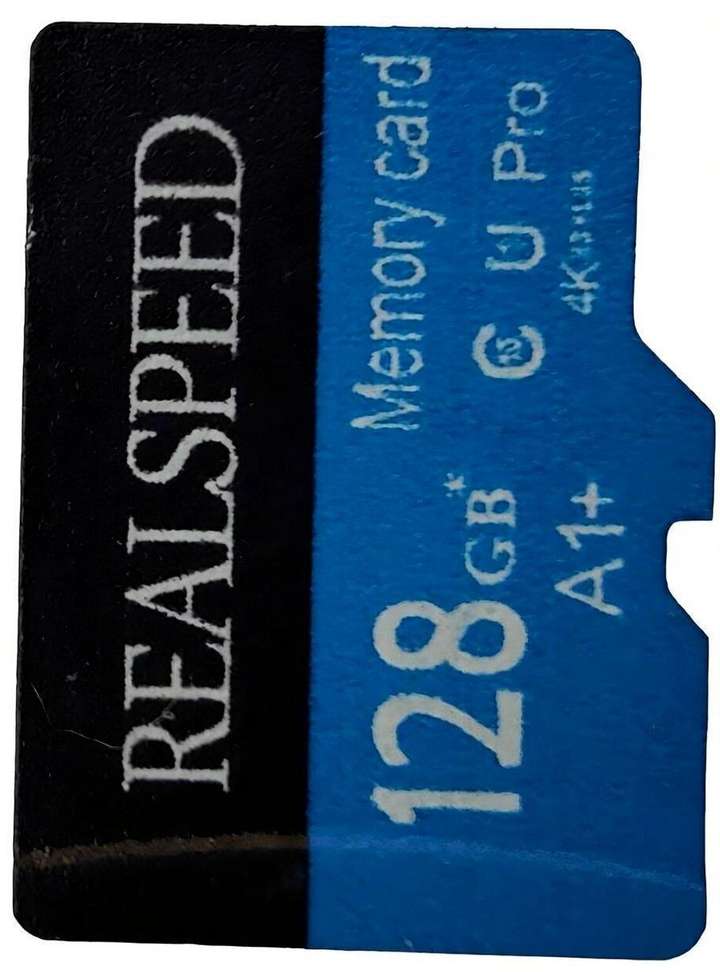 REALSPEED
Memory card
128GB*
C U Pro
A1+
4K